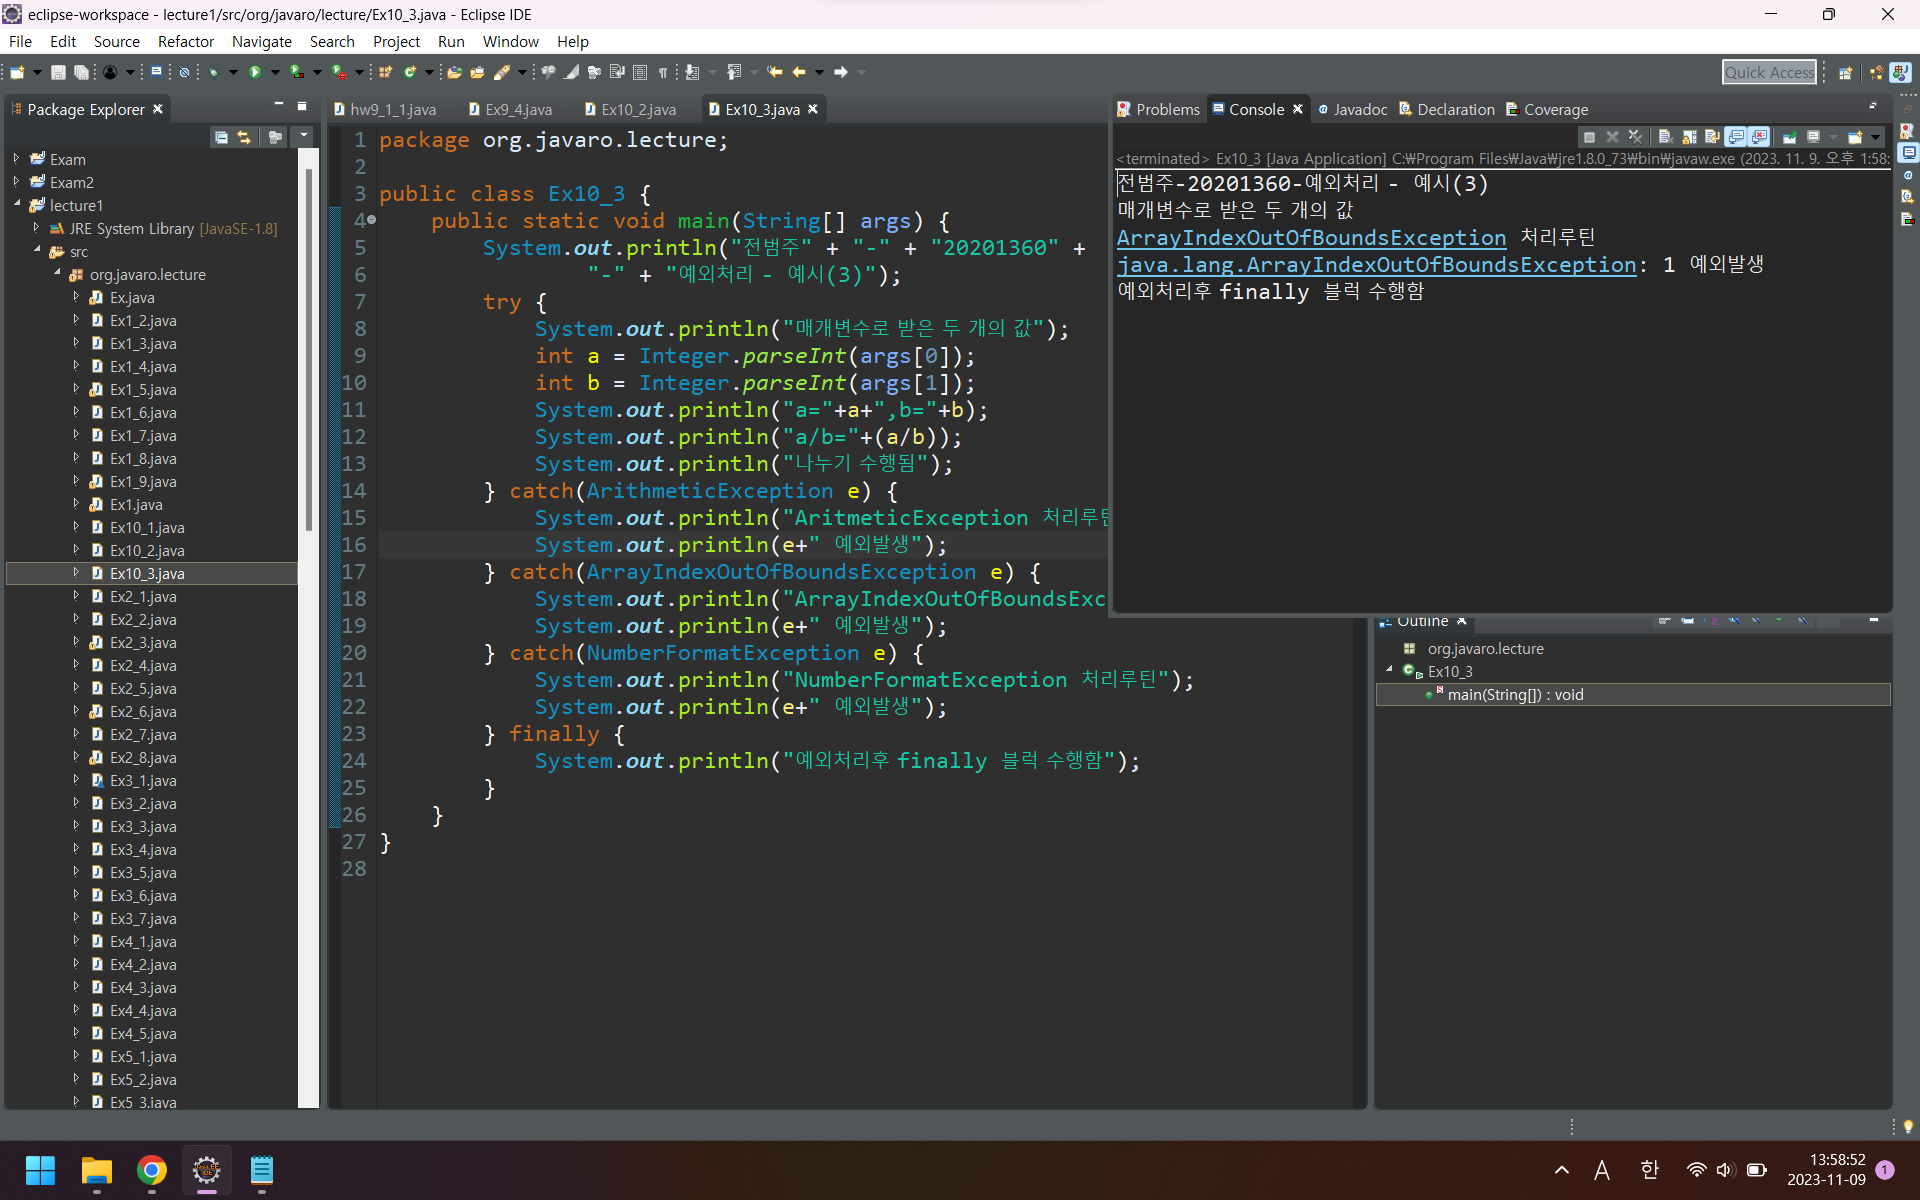 eclipse-workspace - lecture1/src/org/javaro/lecture/Ex10_3.java - Eclipse IDE
File Edit Source Refactor Navigate Search Project Run Window Help
Quick Access
Package Explorer
Exam
Exam2
lecture1
JRE System Library [JavaSE-1.8]
src
org.javaro.lecture
Ex.java
Ex1_2.java
Ex1_3.java
Ex1_4.java
Ex1_5.java
Ex1_6.java
Ex1_7.java
Ex1_8.java
Ex1_9.java
Ex1.java
Ex10_1.java
Ex10_2.java
Ex10_3.java
Ex2_1.java
Ex2_2.java
Ex2_3.java
Ex2_4.java
Ex2_5.java
Ex2_6.java
Ex2_7.java
Ex2_8.java
Ex3_1.java
Ex3_2.java
Ex3_3.java
Ex3_4.java
Ex3_5.java
Ex3_6.java
Ex3_7.java
Ex4_1.java
Ex4_2.java
Ex4_3.java
Ex4_4.java
Ex4_5.java
Ex5_1.java
Ex5_2.java
Ex5_3.java
hw9_1_1.java Ex9_4.java Ex10_2.java Ex10_3.java
1 package org.javaro.lecture;
2
3 public class Ex10_3 {
4 public static void main(String[] args) {
5 System.out.println("전범주" + "-" + "20201360" +
6 "-" + "예외처리 - 예시(3)");
7 try {
8 System.out.println("매개변수로 받은 두 개의 값");
9 int a = Integer.parseInt(args[0]);
10 int b = Integer.parseInt(args[1]);
11 System.out.println("a="+a+",b="+b);
12 System.out.println("a/b="+(a/b));
13 System.out.println("나누기 수행됨");
14 } catch(ArithmeticException e) {
15 System.out.println("AritmeticException 처리루틴
16 System.out.println(e+" 예외발생");
17 } catch(ArrayIndexOutOfBoundsException e) {
18 System.out.println("ArrayIndexOutOfBoundsExc
19 System.out.println(e+" 예외발생");
20 } catch(NumberFormatException e) {
21 System.out.println("NumberFormatException 처리루틴");
22 System.out.println(e+" 예외발생");
23 } finally {
24 System.out.println("예외처리후 finally 블럭 수행함");
25 }
26 }
27 }
28
Problems Console Javadoc Declaration Coverage
<terminated> Ex10_3 [Java Application] C:₩Program Files₩Java₩jre1.8.0_73₩bin₩javaw.exe (2023. 11. 9. 오후 1:58:
전범주-20201360-예외처리 - 예시(3)
매개변수로 받은 두 개의 값
ArrayIndexOutOfBoundsException 처리루틴
java.lang.ArrayIndexOutOfBoundsException: 1 예외발생
예외처리후 finally 블럭 수행함
Outline
org.javaro.lecture
Ex10_3
main(String[]) : void
A 한
13:58:52
2023-11-09
1